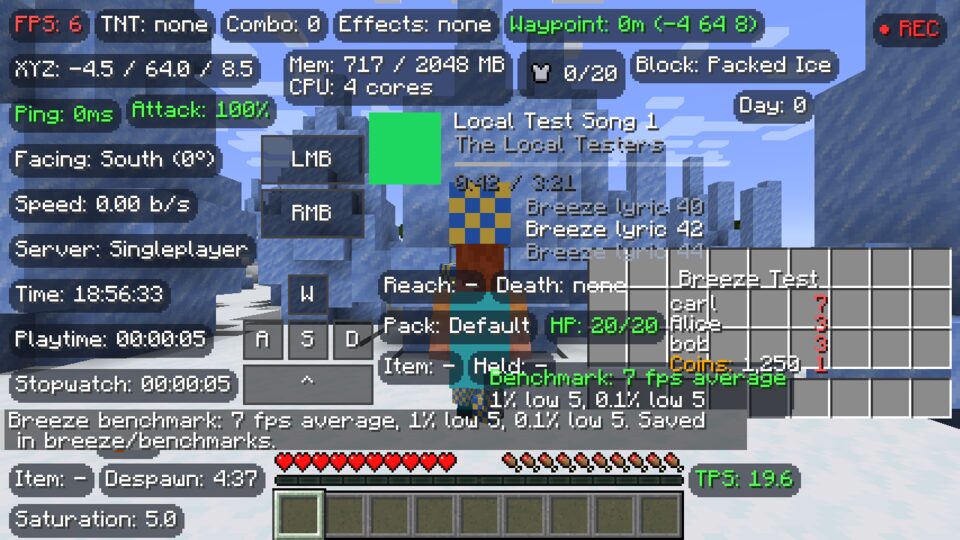 FPS: 6 TNT: none Combo: 0 Effects: none Waypoint: 0m (-4 64 8) REC
XYZ: -4.5 / 64.0 / 8.5 Mem: 717 / 2048 MB
CPU: 4 cores 0/20 Block: Packed Ice
Ping: 0ms Attack: 100% Day: 0
Local Test Song 1
The Local Testers
0:42 / 3:21
Facing: South (0°) LMB
Speed: 0.00 b/s RMB
Breeze lyric 40
Breeze lyric 42
Breeze lyric 44
Server: Singleplayer
Reach: - Death: none
Breeze Test
Time: 18:56:33 W
carl 7
Alice 3
bob 3
Coins: 1,250 1
Pack: Default HP: 20/20
Playtime: 00:00:05 A S D
Item: - Held: -
Stopwatch: 00:00:05 ^
Benchmark: 7 fps average
1% low 5, 0.1% low 5
Breeze benchmark: 7 fps average, 1% low 5, 0.1% low 5. Saved
in breeze/benchmarks.
Item: - Despawn: 4:37 TPS: 19.6
Saturation: 5.0